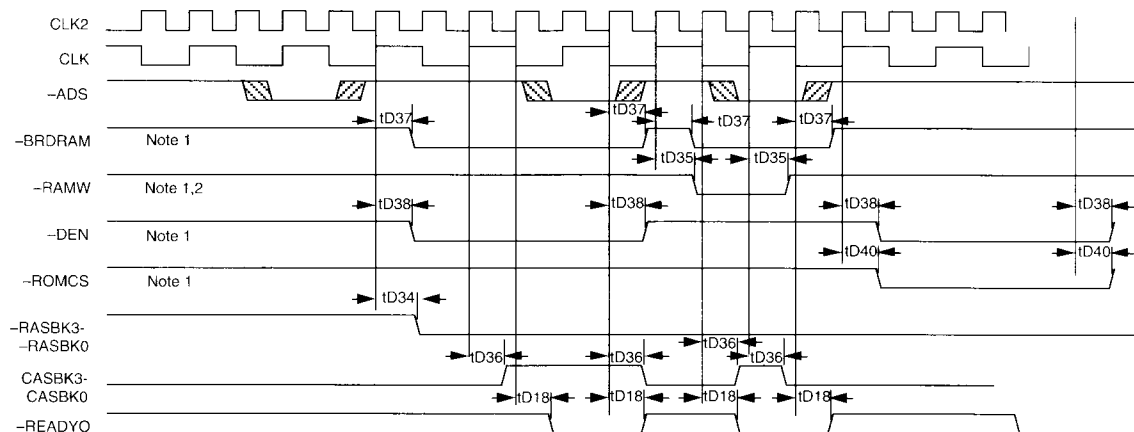 CLK2
CLK
–ADS
tD37 tD37 tD37 tD37
–BRDRAM Note 1
tD35 tD35
–RAMW Note 1,2
tD38 tD38 tD38 tD38
–DEN Note 1
tD40 tD40
–ROMCS Note 1
tD34
–RASBK3-
–RASBK0
tD36 tD36 tD36 tD36
CASBK3-
CASBK0
tD18 tD18 tD18 tD18
–READYO